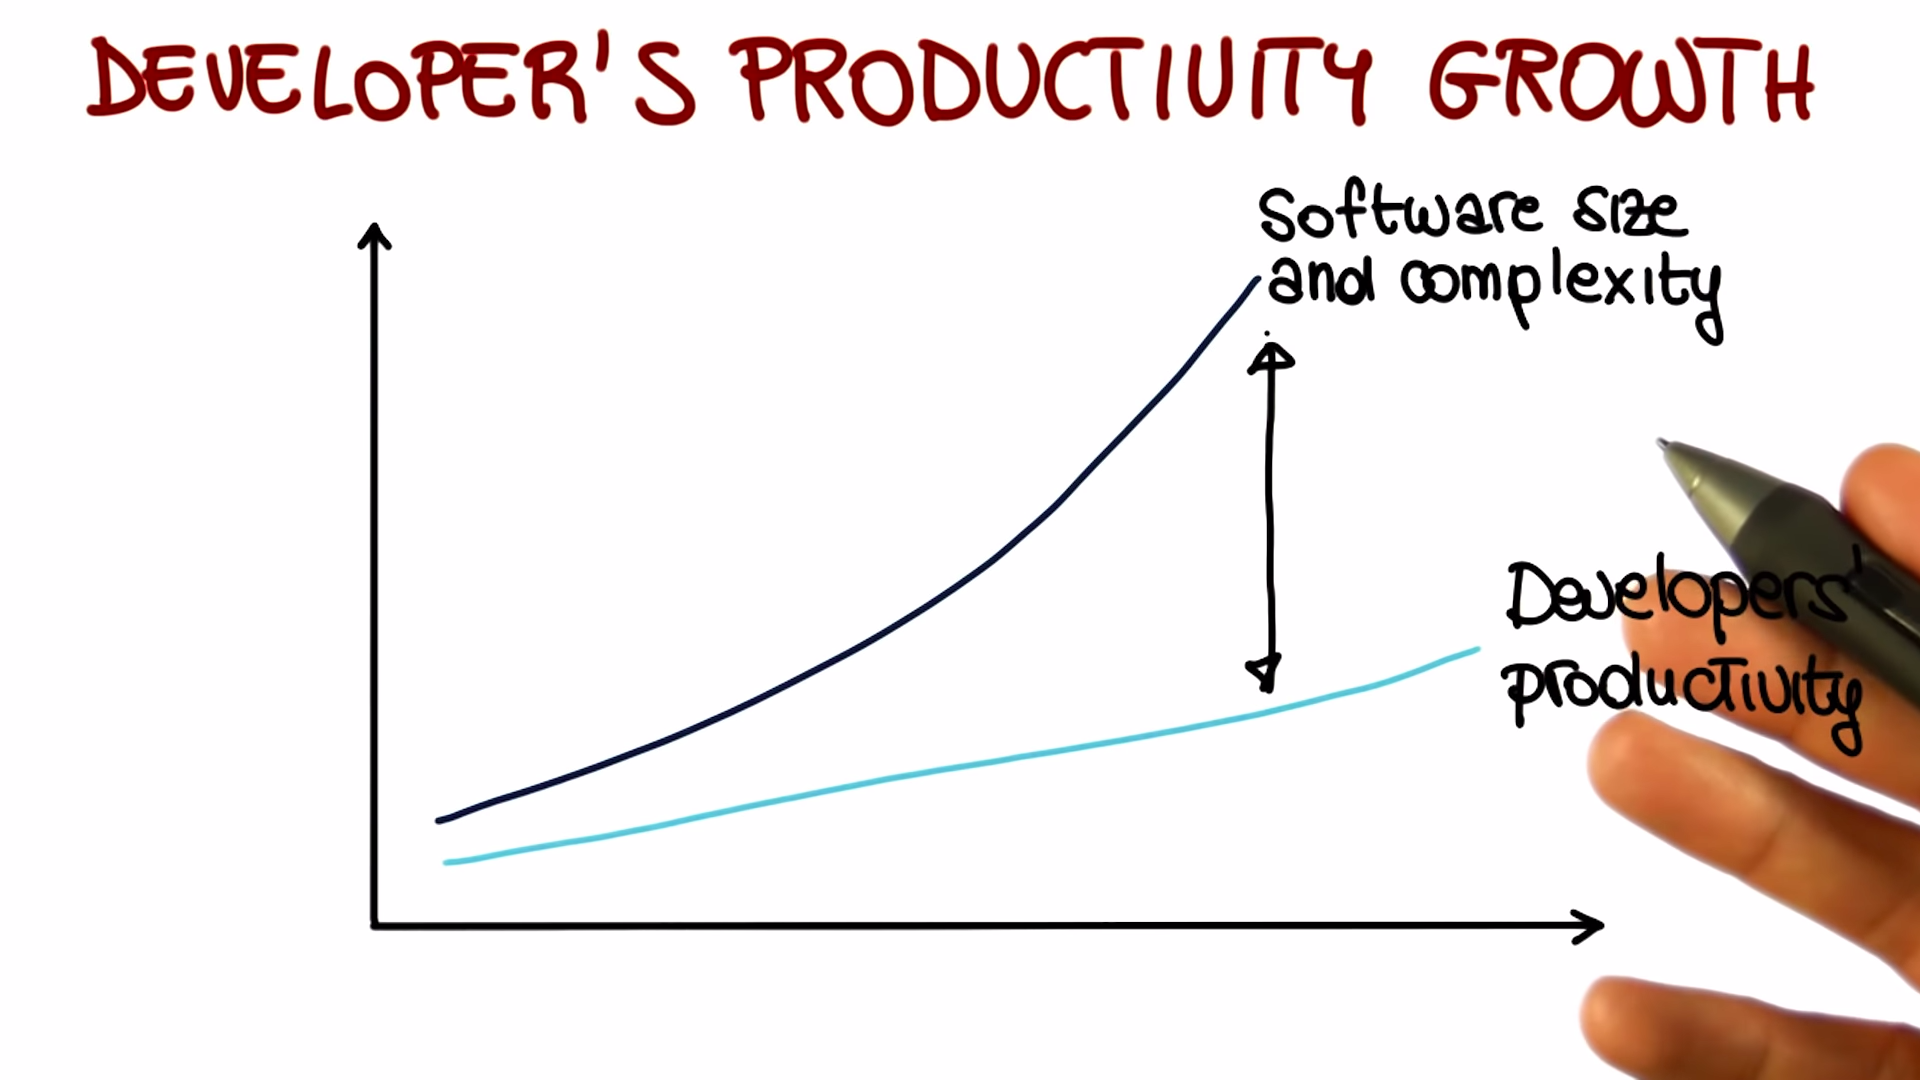 DEVELOPER'S PRODUCTIVITY GROWTH
Software size
and complexity
Developers'
productivity